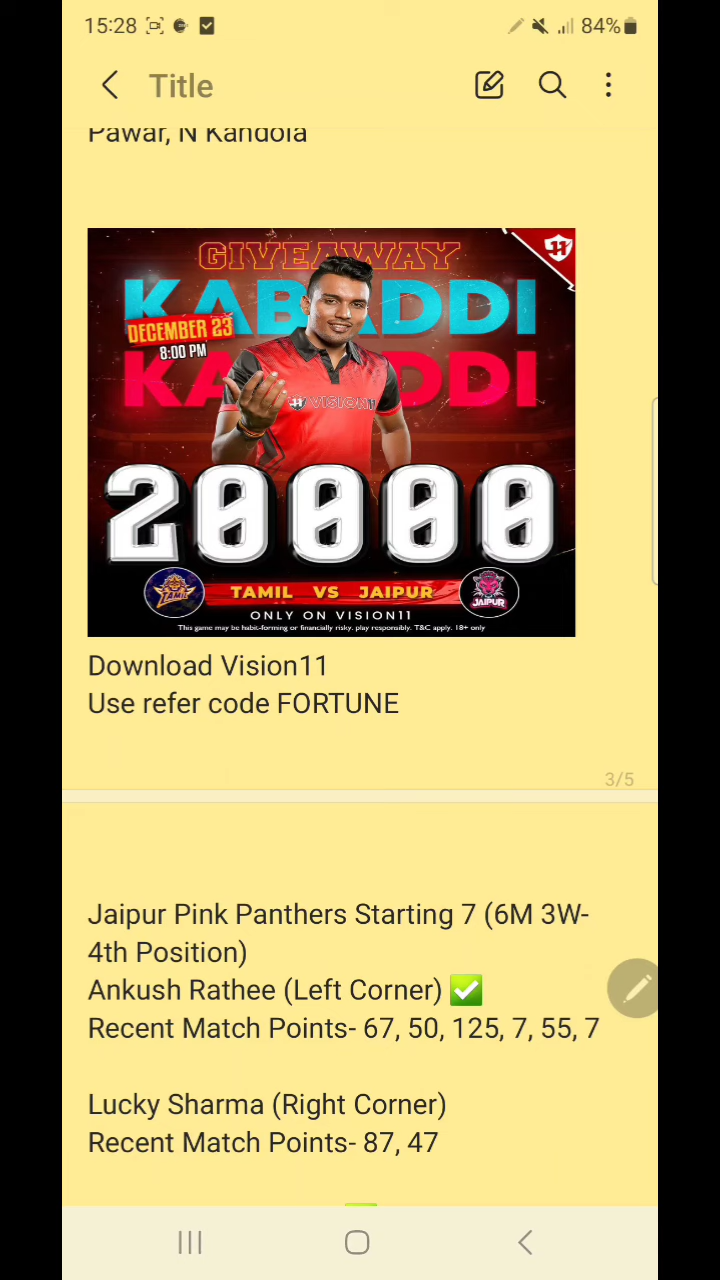 15:28
84%
Title
Pawar, N Kandola
GIVEAWAY
KABADDI
DECEMBER 23
8:00 PM
KABADDI
VISION11
20000
TAMIL
TAMIL VS JAIPUR
JAIPUR
ONLY ON VISION11
This game may be habit-forming or financially risky. play responsibly. T&C apply. 18+ only
Download Vision11
Use refer code FORTUNE
3/5
Jaipur Pink Panthers Starting 7 (6M 3W-
4th Position)
Ankush Rathee (Left Corner) ✅
Recent Match Points- 67, 50, 125, 7, 55, 7
Lucky Sharma (Right Corner)
Recent Match Points- 87, 47